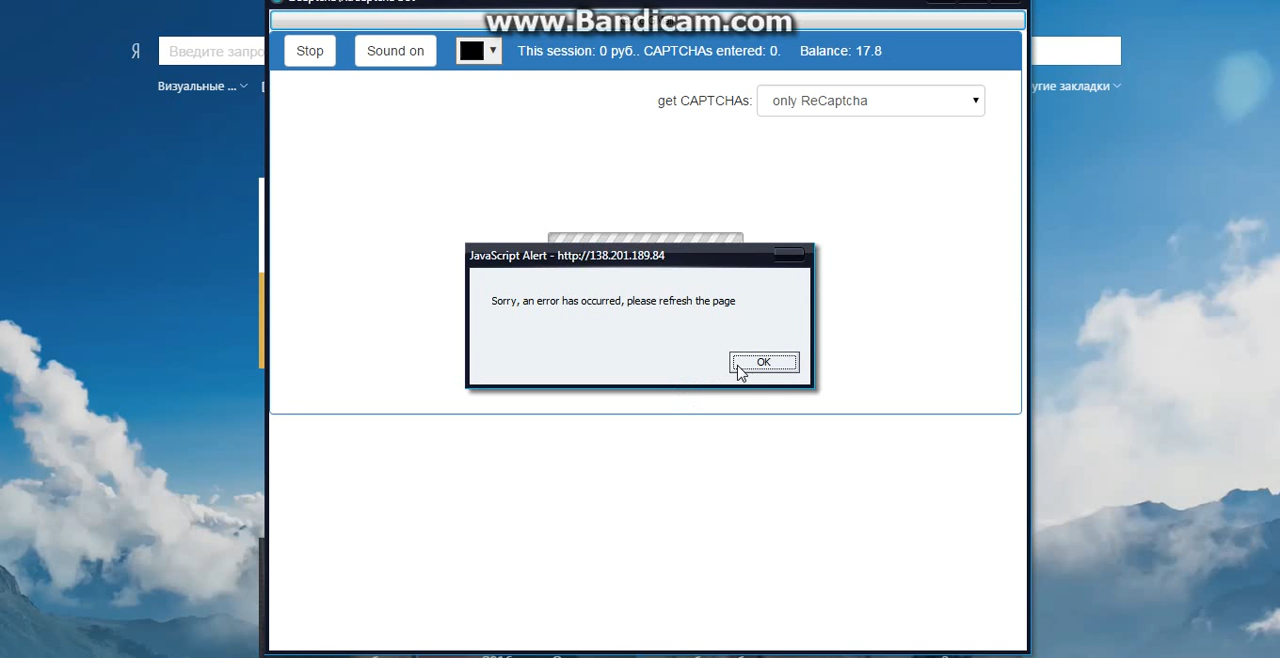 www.Bandicam.com
Я Введите запро
Stop Sound on This session: 0 руб.. CAPTCHAs entered: 0. Balance: 17.8
Визуальные ...
угие закладки
get CAPTCHAs: only ReCaptcha
JavaScript Alert - http://138.201.189.84
Sorry, an error has occurred, please refresh the page
OK